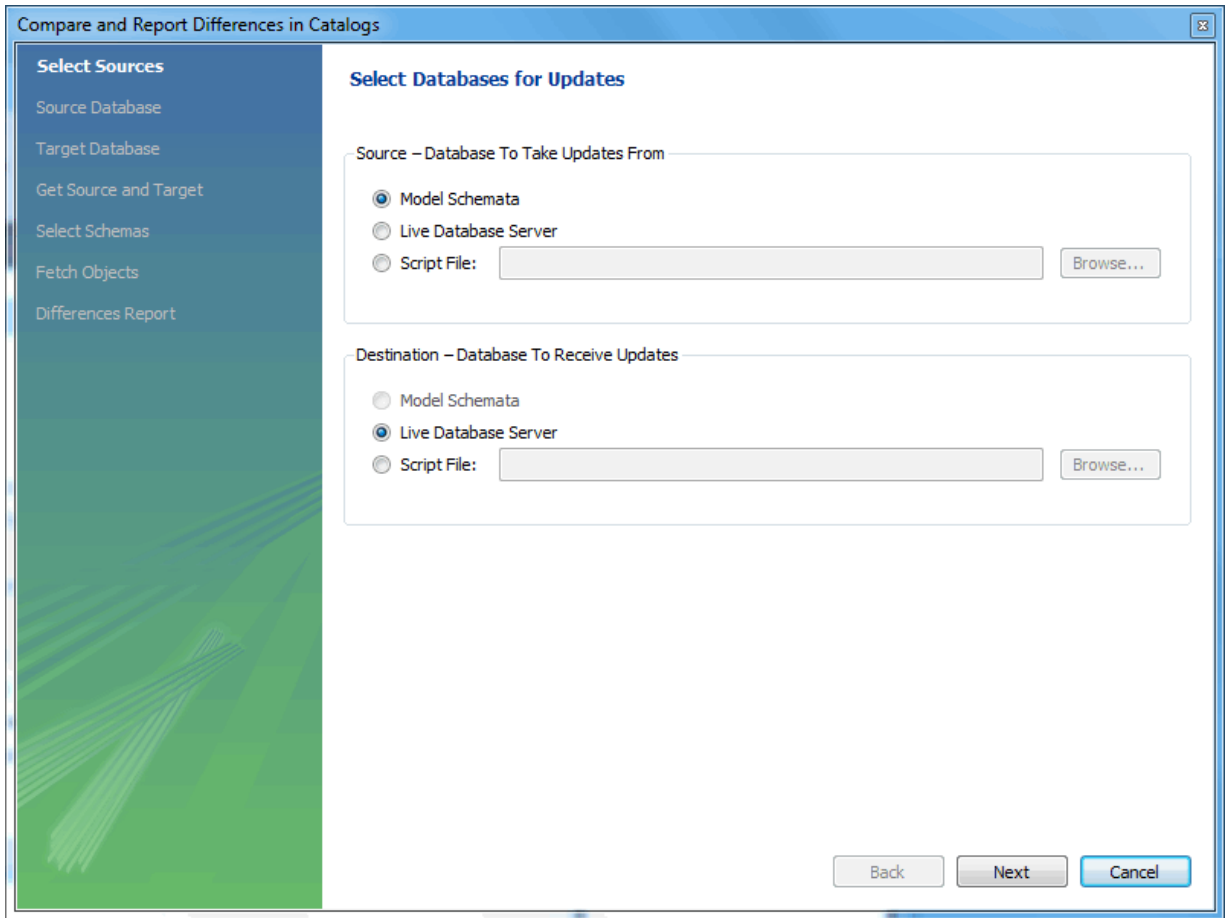 Compare and Report Differences in Catalogs
Select Sources
Source Database
Target Database
Get Source and Target
Select Schemas
Fetch Objects
Differences Report
Select Databases for Updates
Source – Database To Take Updates From
Model Schemata
Live Database Server
Script File: Browse...
Destination – Database To Receive Updates
Model Schemata
Live Database Server
Script File: Browse...
Back Next Cancel